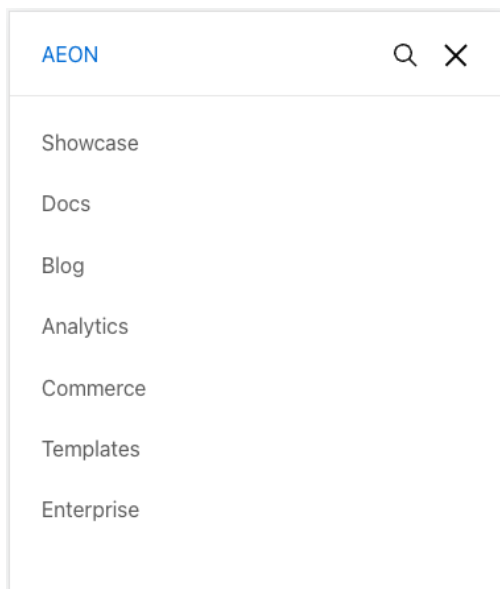 AEON
Showcase
Docs
Blog
Analytics
Commerce
Templates
Enterprise